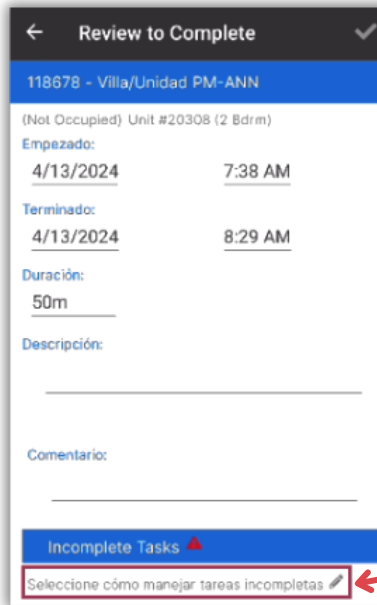 Review to Complete
118678 - Villa/Unidad PM-ANN
(Not Occupied) Unit #20308 (2 Bdrm)
Empezado:
4/13/2024 7:38 AM
Terminado:
4/13/2024 8:29 AM
Duración:
50m
Descripción:
Comentario:
Incomplete Tasks
Seleccione cómo manejar tareas incompletas